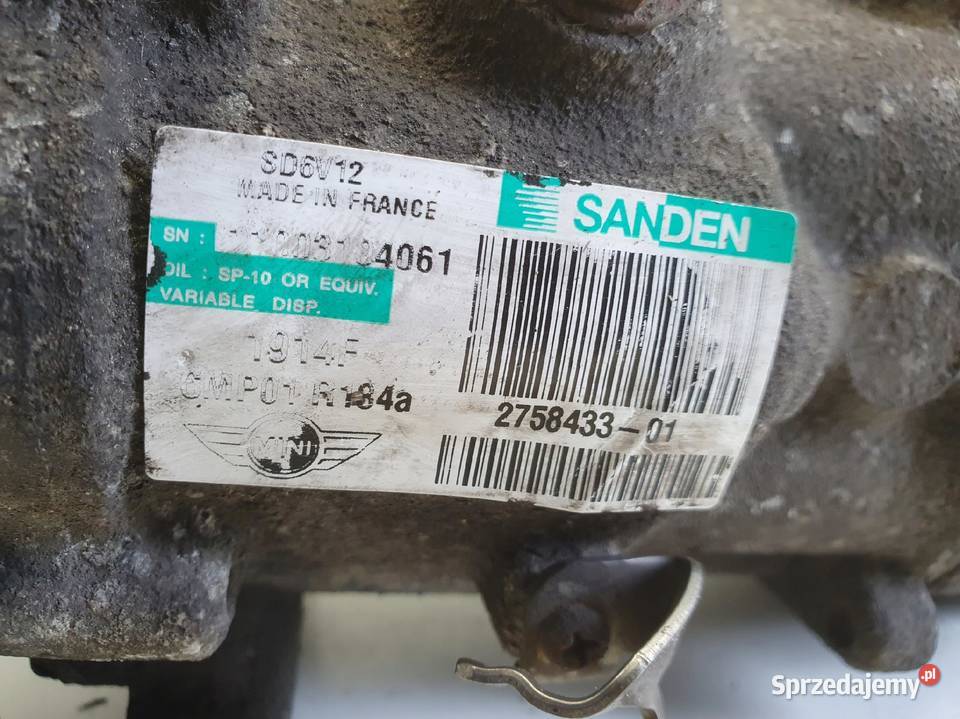 SD6V12
MADE IN FRANCE
SANDEN
SN :
OIL : SP-10 OR EQUIV.
VARIABLE DISP.
1914F
CMP01 R134a
2758433-01
MINI
Sprzedajemy.pl